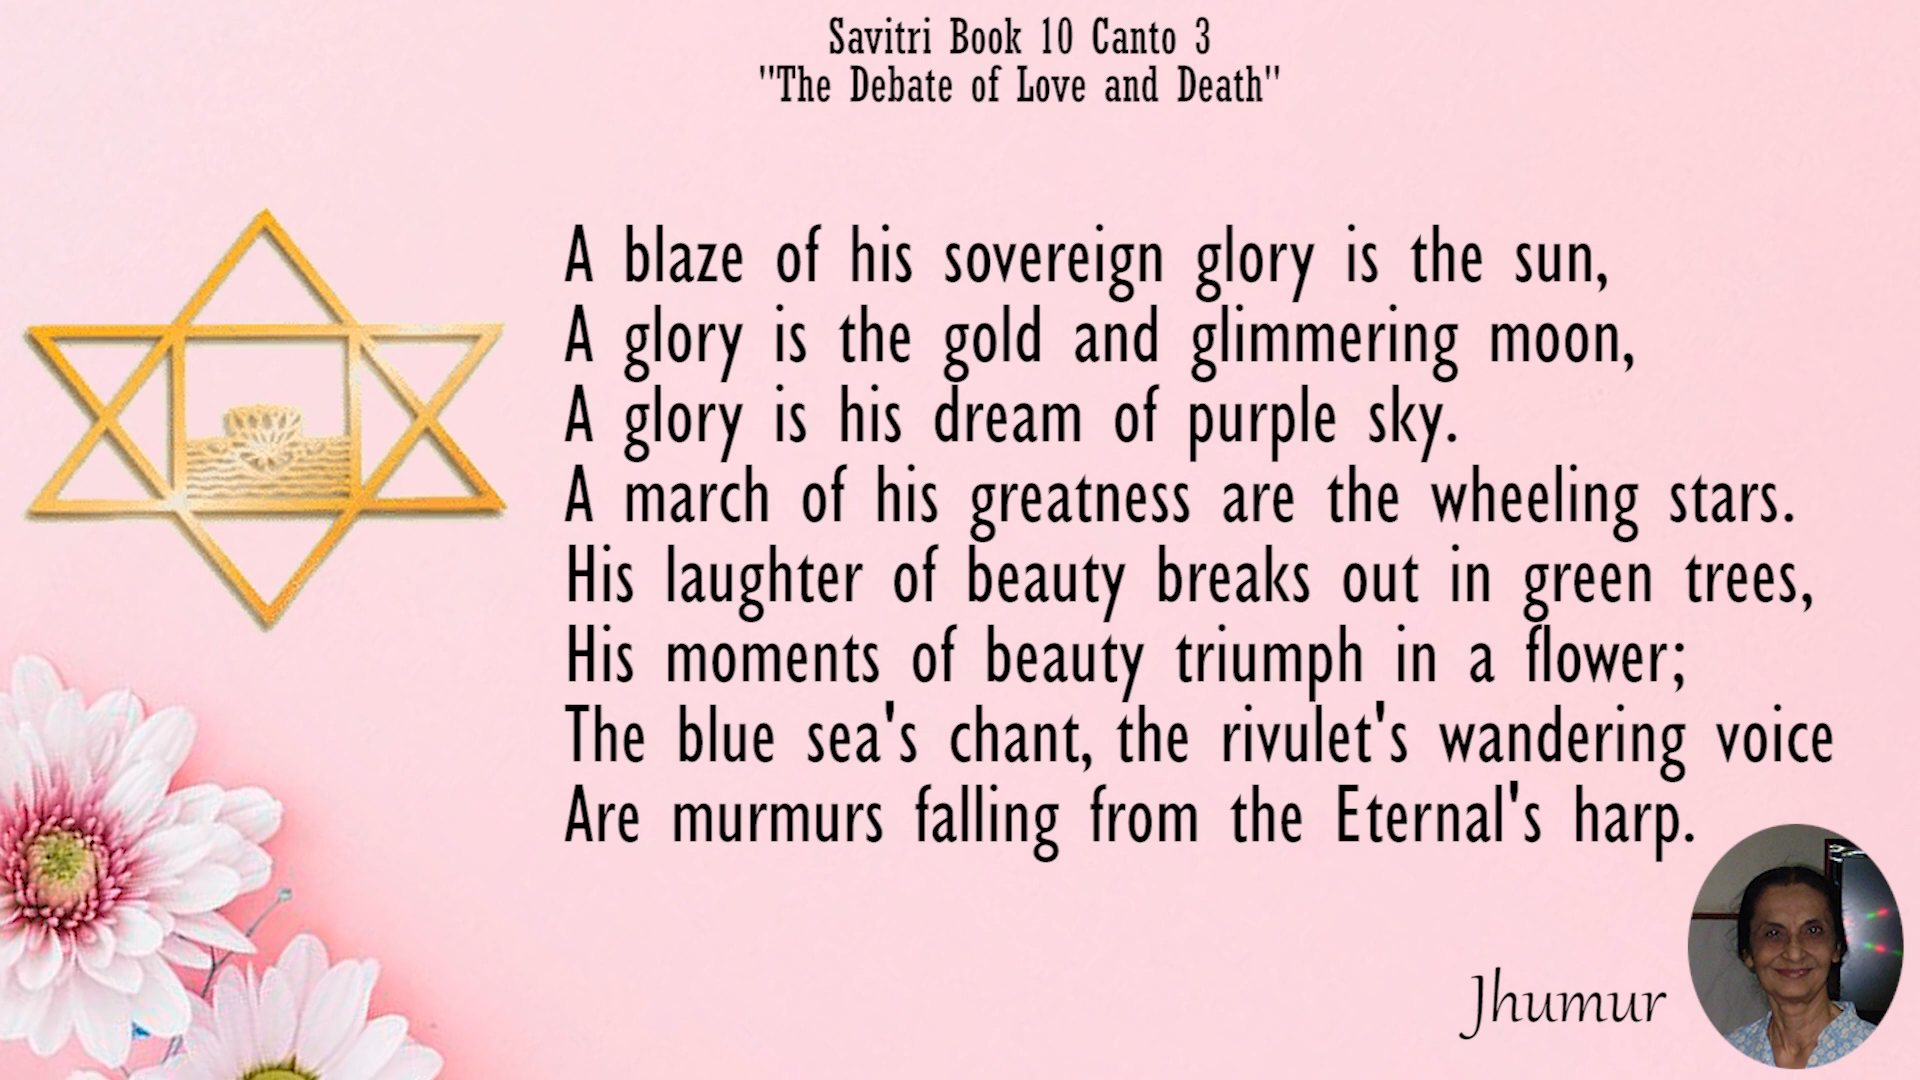 Savitri Book 10 Canto 3
"The Debate of Love and Death"
A blaze of his sovereign glory is the sun,
A glory is the gold and glimmering moon,
A glory is his dream of purple sky.
A march of his greatness are the wheeling stars.
His laughter of beauty breaks out in green trees,
His moments of beauty triumph in a flower;
The blue sea's chant, the rivulet's wandering voice
Are murmurs falling from the Eternal's harp.
Jhumur